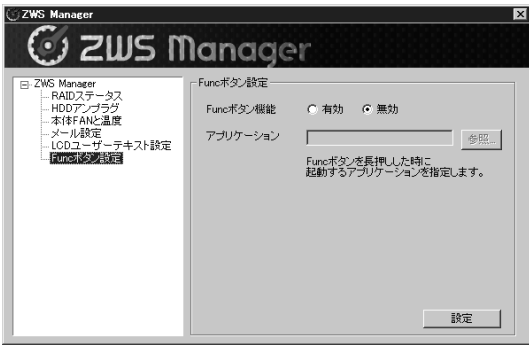 ZWS Manager
ZWS Manager
ZWS Manager
RAIDステータス
HDDアンプラグ
本体FANと温度
メール設定
LCDユーザーテキスト設定
Funcボタン設定
Funcボタン設定
Funcボタン機能 有効 無効
アプリケーション 参照...
Funcボタンを長押しした時に
起動するアプリケーションを指定します。
設定